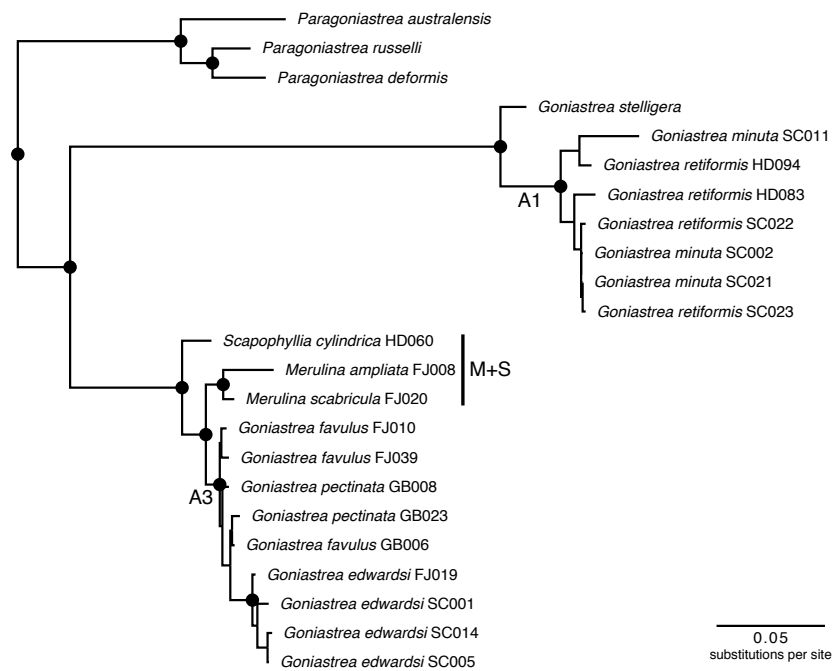 Paragoniastrea australensis
Paragoniastrea russelli
Paragoniastrea deformis
Goniastrea stelligera
Goniastrea minuta SC011
Goniastrea retiformis HD094
A1
Goniastrea retiformis HD083
Goniastrea retiformis SC022
Goniastrea minuta SC002
Goniastrea minuta SC021
Goniastrea retiformis SC023
Scapophyllia cylindrica HD060
Merulina ampliata FJ008
M+S
Merulina scabricula FJ020
Goniastrea favulus FJ010
Goniastrea favulus FJ039
Goniastrea pectinata GB008
A3
Goniastrea pectinata GB023
Goniastrea favulus GB006
Goniastrea edwardsi FJ019
Goniastrea edwardsi SC001
Goniastrea edwardsi SC014
Goniastrea edwardsi SC005
0.05
substitutions per site